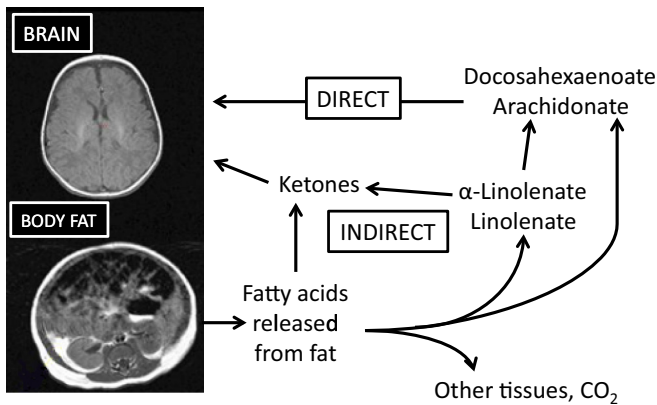 BRAIN
Docosahexaenoate
Arachidonate
DIRECT
Ketones
α-Linolenate
Linolenate
BODY FAT
INDIRECT
Fatty acids
released
from fat
Other tissues, CO₂